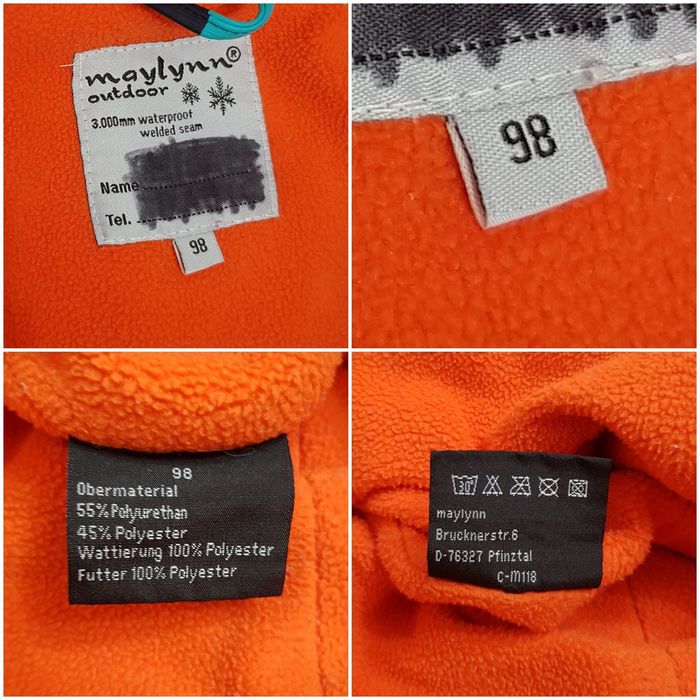 maylynn®
outdoor
3.000mm waterproof
welded seam
Name
Tel.
98
98
98
Obermaterial
55% Polyurethan
45% Polyester
Wattierung 100% Polyester
Futter 100% Polyester
30°
maylynn
Brucknerstr.6
D-76327 Pfinztal
C-M118